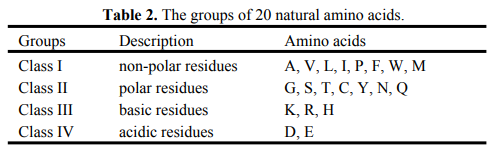 Table 2. The groups of 20 natural amino acids.
Groups Description Amino acids
Class I non-polar residues A, V, L, I, P, F, W, M
Class II polar residues G, S, T, C, Y, N, Q
Class III basic residues K, R, H
Class IV acidic residues D, E